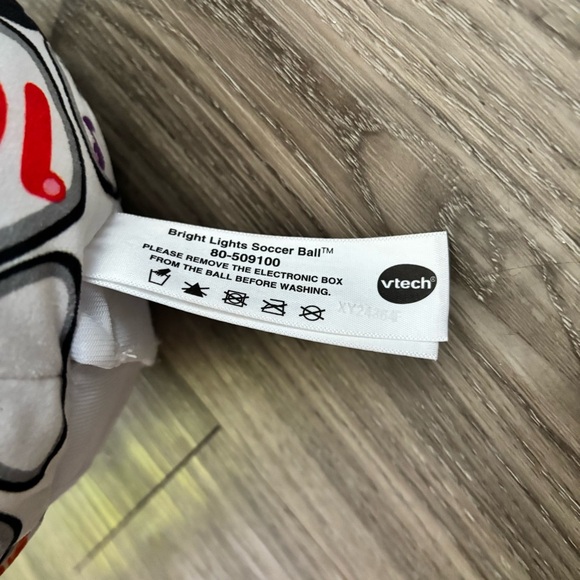 Bright Lights Soccer Ball™
80-509100
PLEASE REMOVE THE ELECTRONIC BOX
FROM THE BALL BEFORE WASHING.
vtech®